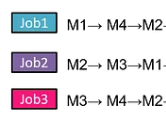 Job1 M1→ M4→M2-
Job2 M2→ M3→M1-
Job3 M3→ M4→M2-